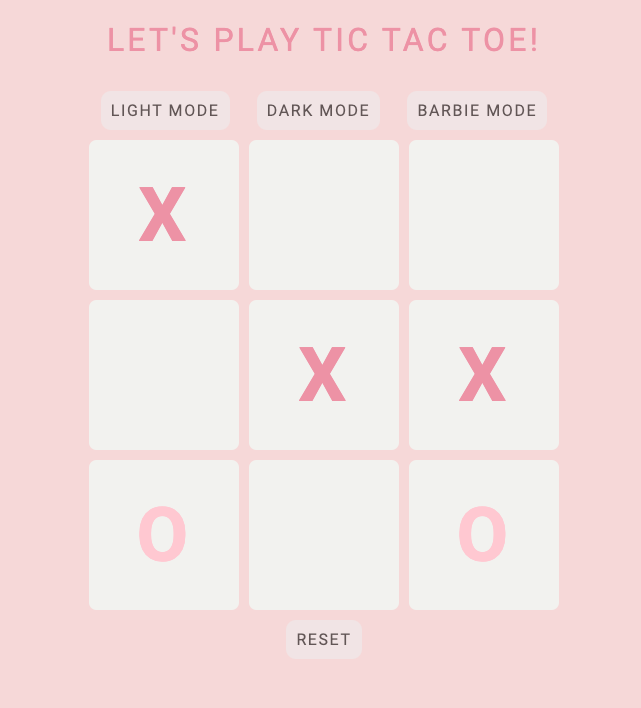 LET'S PLAY TIC TAC TOE!
LIGHT MODE DARK MODE BARBIE MODE
X
X X
O O
RESET